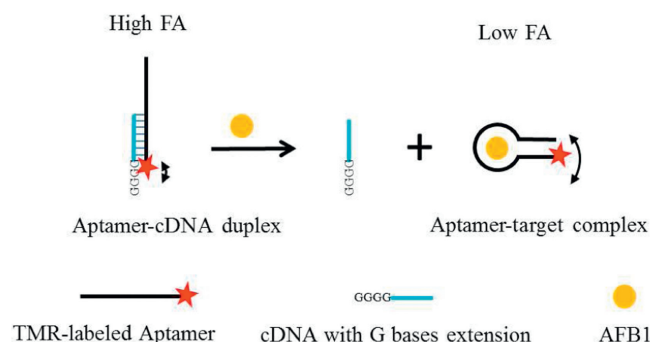 High FA
Low FA
GGGG
GGGG
+
Aptamer-cDNA duplex
Aptamer-target complex
GGGG
TMR-labeled Aptamer
cDNA with G bases extension
AFB1